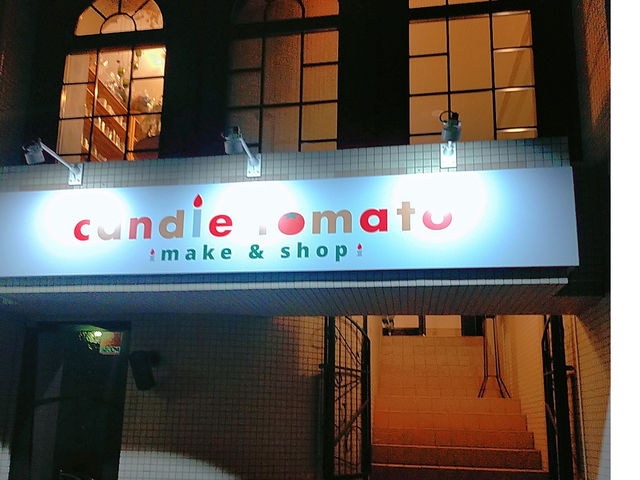 candle tomato
make & shop